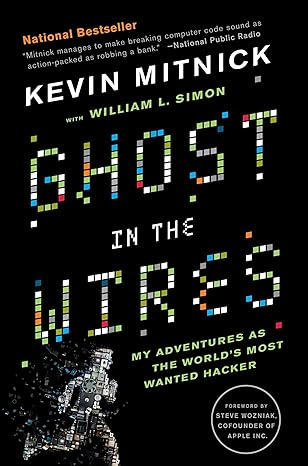 National Bestseller
"Mitnick manages to make breaking computer code sound as
action-packed as robbing a bank." —National Public Radio
KEVIN MITNICK
WITH WILLIAM L. SIMON
GHOST
IN THE
WIRES
MY ADVENTURES AS
THE WORLD'S MOST
WANTED HACKER
FOREWORD BY
STEVE WOZNIAK,
COFOUNDER OF
APPLE INC.